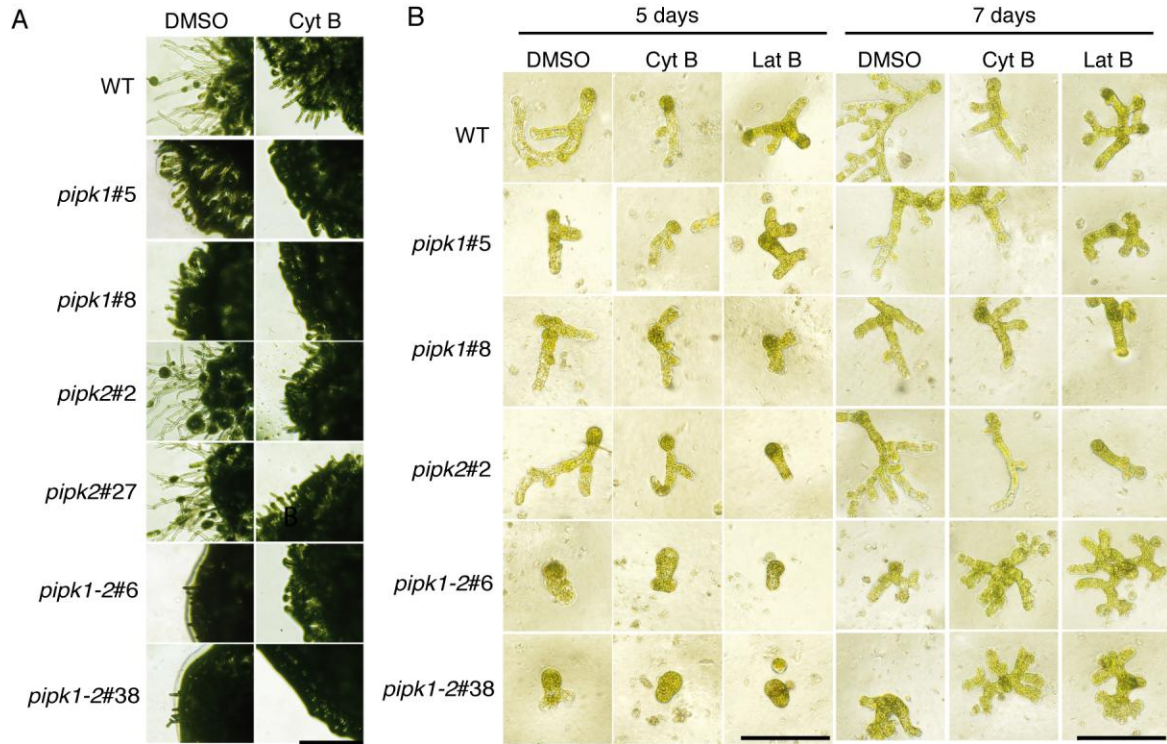 A
DMSO Cyt B
WT
pipk1#5
pipk1#8
pipk2#2
pipk2#27
B
pipk1-2#6
pipk1-2#38
B
5 days 7 days
DMSO Cyt B Lat B DMSO Cyt B Lat B
WT
pipk1#5
pipk1#8
pipk2#2
pipk1-2#6
pipk1-2#38